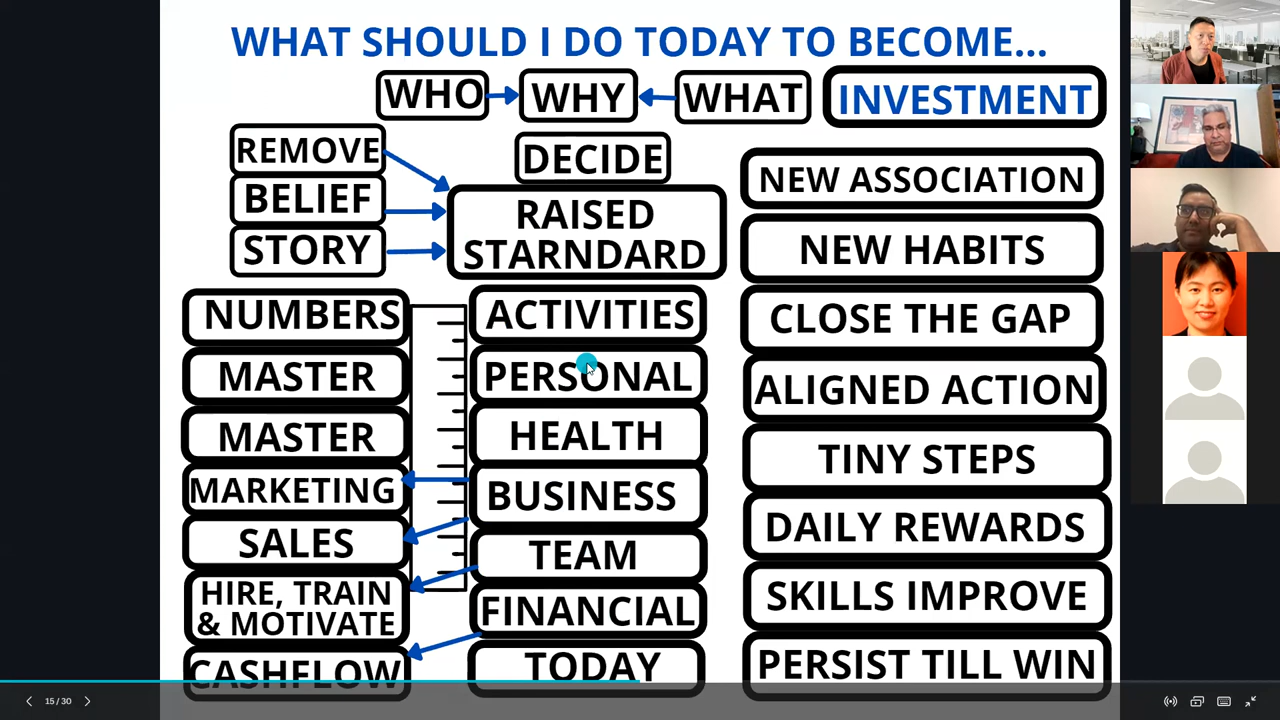 WHAT SHOULD I DO TODAY TO BECOME...
WHO
WHY
WHAT
INVESTMENT
REMOVE
BELIEF
STORY
DECIDE
RAISED
STARNDARD
NUMBERS
MASTER
MASTER
MARKETING
SALES
HIRE, TRAIN
& MOTIVATE
CASHFLOW
ACTIVITIES
PERSONAL
HEALTH
BUSINESS
TEAM
FINANCIAL
TODAY
NEW ASSOCIATION
NEW HABITS
CLOSE THE GAP
ALIGNED ACTION
TINY STEPS
DAILY REWARDS
SKILLS IMPROVE
PERSIST TILL WIN
15 / 30